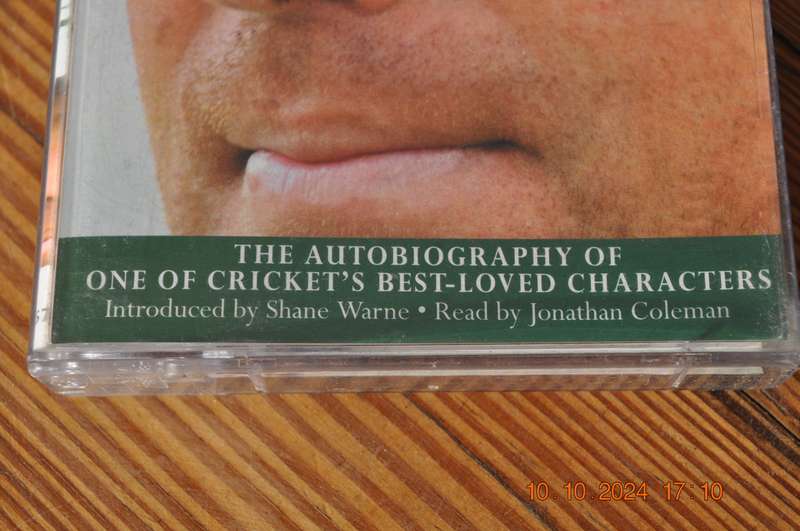 THE AUTOBIOGRAPHY OF
ONE OF CRICKET'S BEST-LOVED CHARACTERS
Introduced by Shane Warne • Read by Jonathan Coleman
10.10.2024 17:10